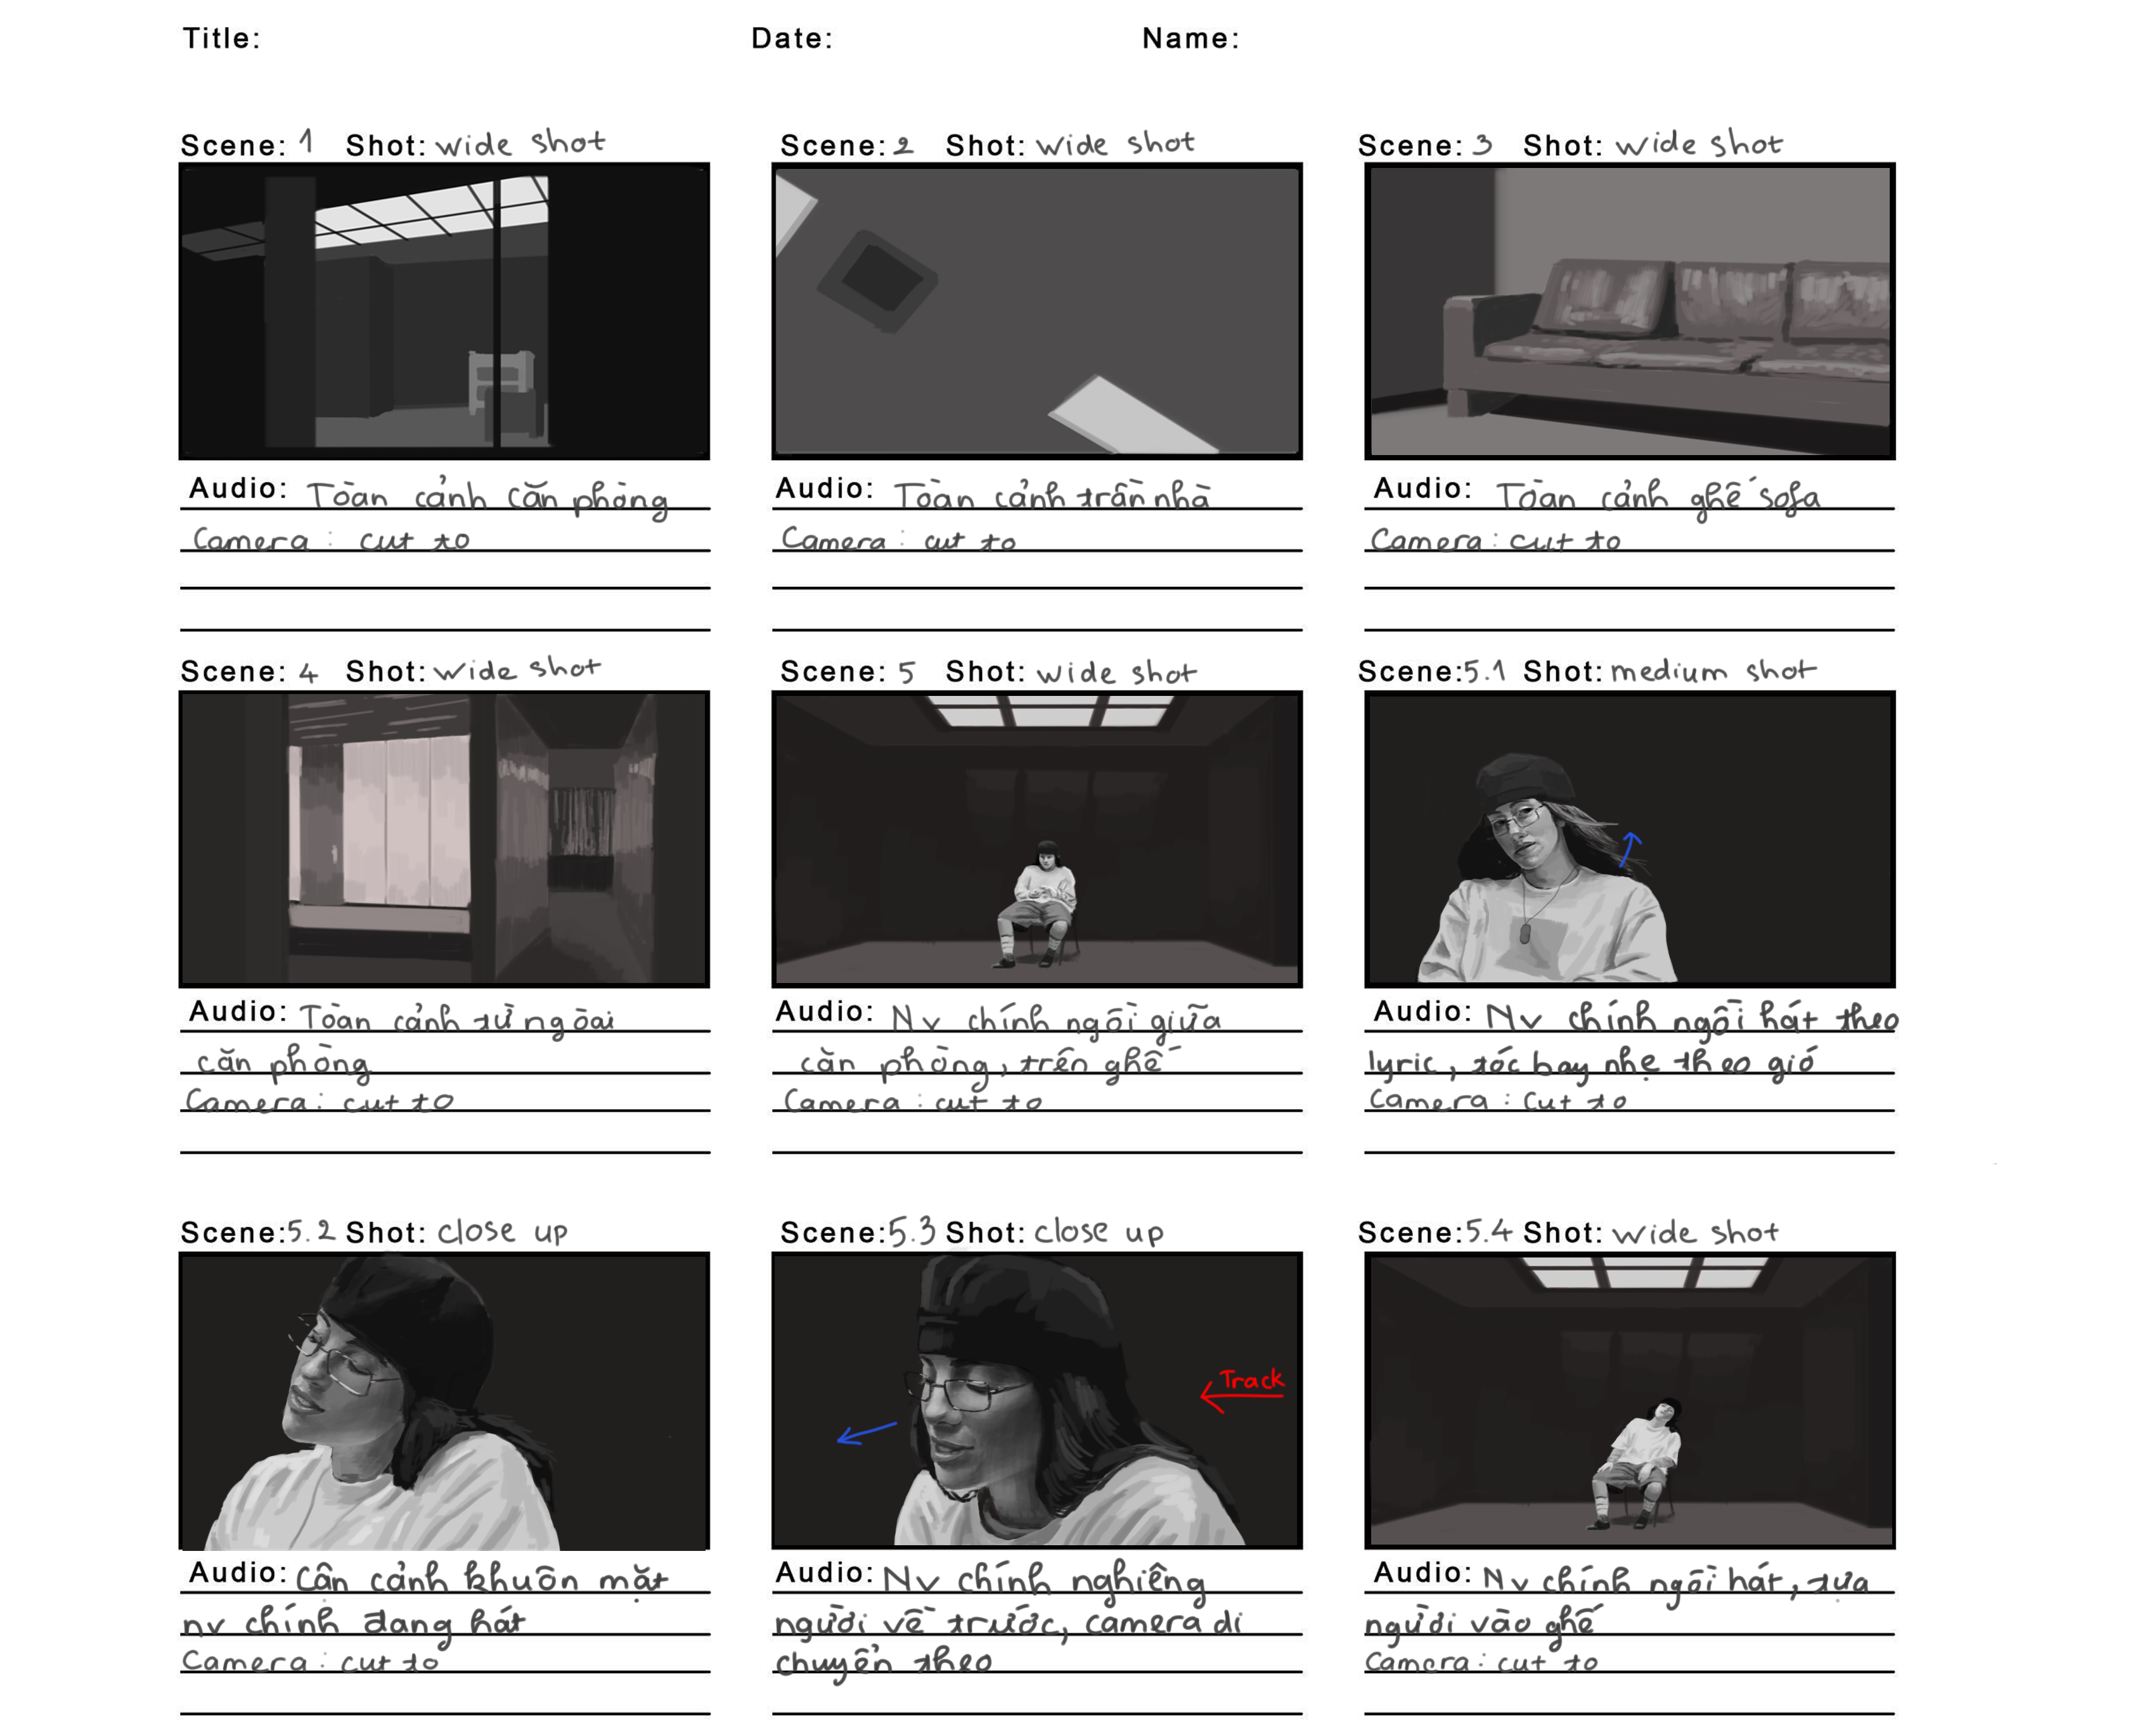 Title: Date: Name:
Scene: 1 Shot: wide shot
Audio: Tòan cảnh căn phòng
Camera : cut to
Scene: 2 Shot: wide shot
Audio: Tòan cảnh trần nhà
Camera : cut to
Scene: 3 Shot: wide shot
Audio: Tòan cảnh ghế sofa
Camera : cut to
Scene: 4 Shot: wide shot
Audio: Tòan cảnh từ ngòai
căn phòng
Camera : cut to
Scene: 5 Shot: wide shot
Audio: Nv chính ngồi giữa
căn phòng, trên ghế
Camera : cut to
Scene: 5.1 Shot: medium shot
Audio: Nv chính ngồi hát theo
lyric, tóc bay nhẹ theo gió
Camera : Cut to
Scene: 5.2 Shot: close up
Audio: Cận cảnh khuôn mặt
nv chính đang hát
Camera : cut to
Scene: 5.3 Shot: close up
Track
Audio: Nv chính nghiêng
người về trước, camera di
chuyển theo
Scene: 5.4 Shot: wide shot
Audio: Nv chính ngồi hát, tựa
người vào ghế
Camera : cut to